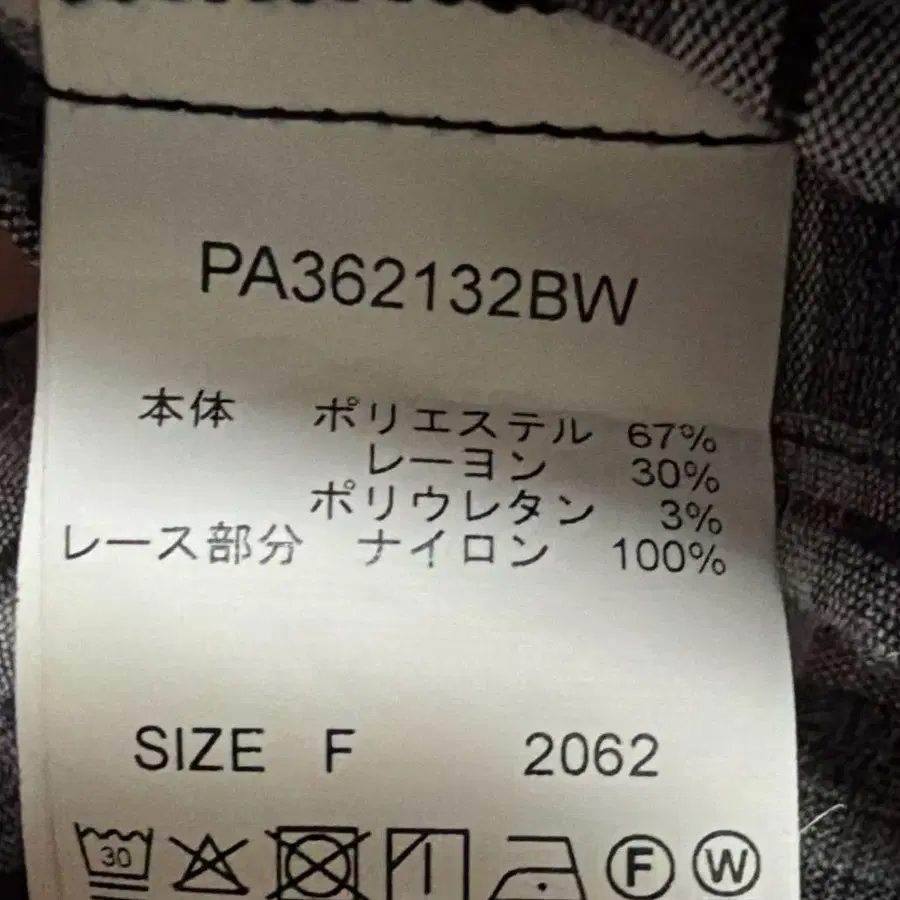 PA362132BW
本体 ポリエステル 67%
レーヨン 30%
ポリウレタン 3%
レース部分 ナイロン 100%
SIZE F 2062
30 F W